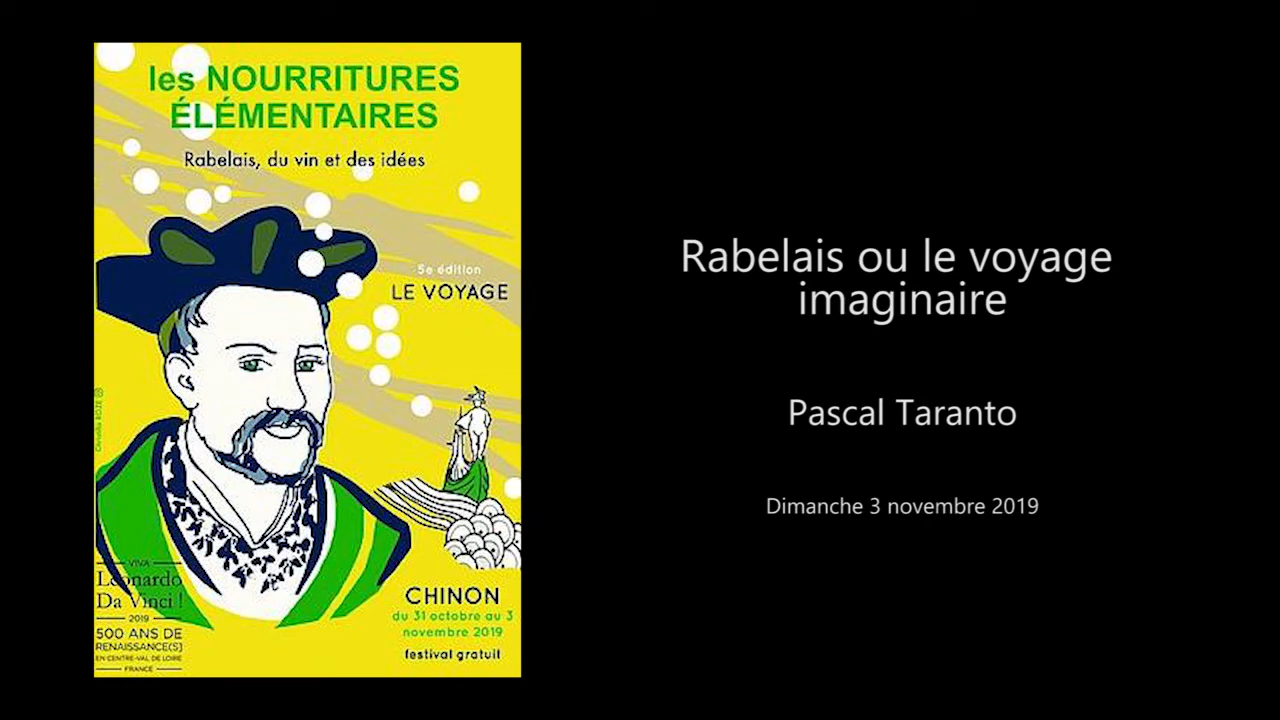 les NOURRITURES
ÉLÉMENTAIRES
Rabelais, du vin et des idées
5e édition
LE VOYAGE
VIVA
Leonardo
Da Vinci !
2019
500 ANS DE
RENAISSANCE(S)
EN CENTRE-VAL DE LOIRE
FRANCE
CHINON
du 31 octobre au 3
novembre 2019
festival gratuit
Rabelais ou le voyage
imaginaire
Pascal Taranto
Dimanche 3 novembre 2019